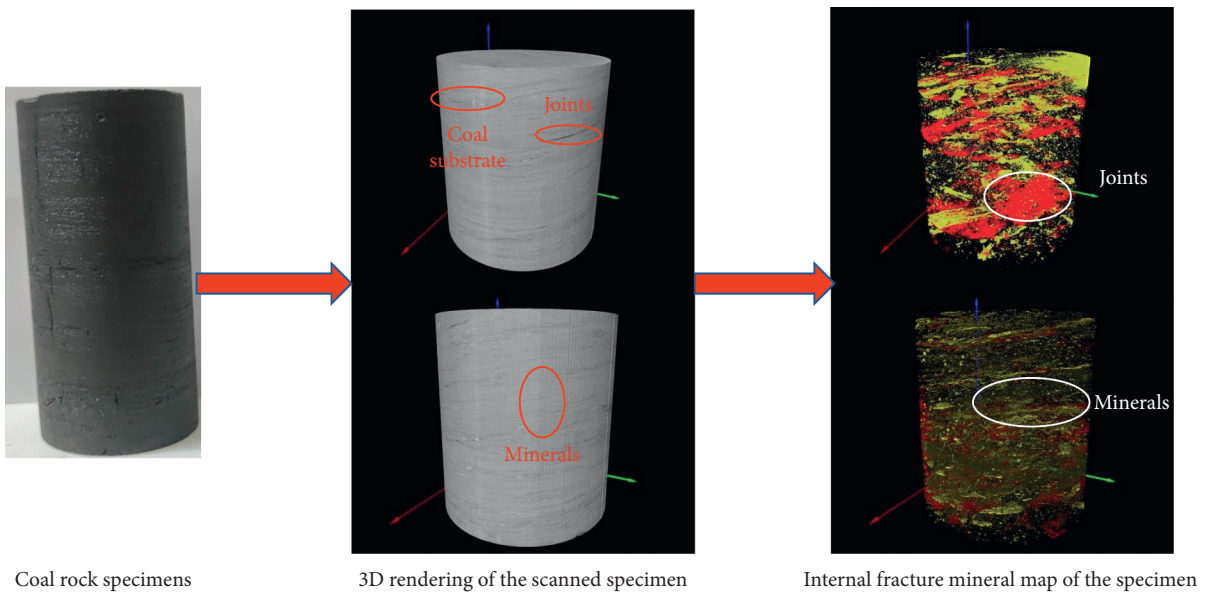 Coal
substrate
Joints
Minerals
Joints
Minerals
Coal rock specimens
3D rendering of the scanned specimen
Internal fracture mineral map of the specimen